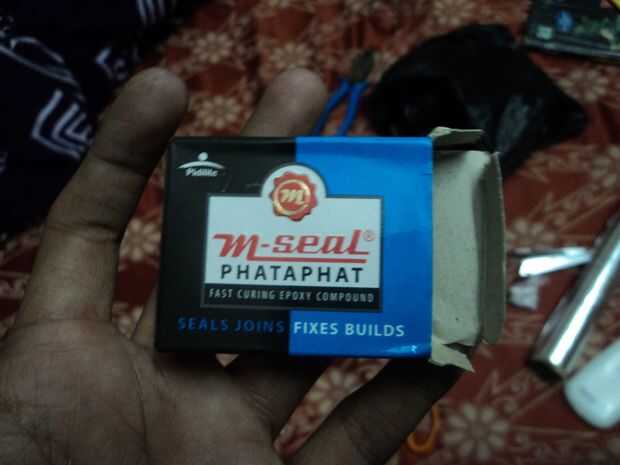 Pidilite
m
m-seal®
PHATAPHAT
FAST CURING EPOXY COMPOUND
SEALS JOINS FIXES BUILDS